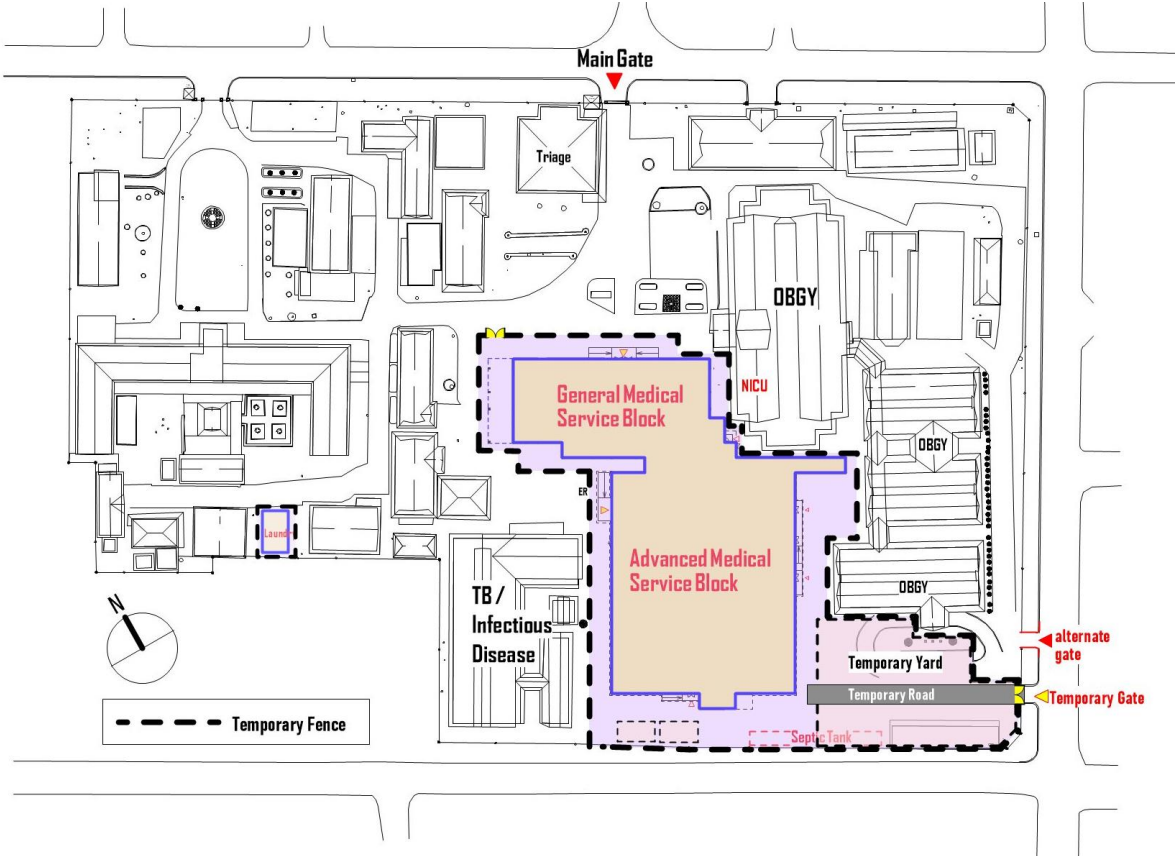 Main Gate
Triage
OBGY
General Medical
Service Block
NICU
OBGY
ER
Laundr
Advanced Medical
Service Block
OBGY
TB /
Infectious
Disease
N
alternate
gate
Temporary Yard
Temporary Road
Temporary Gate
Temporary Fence
Septic Tank